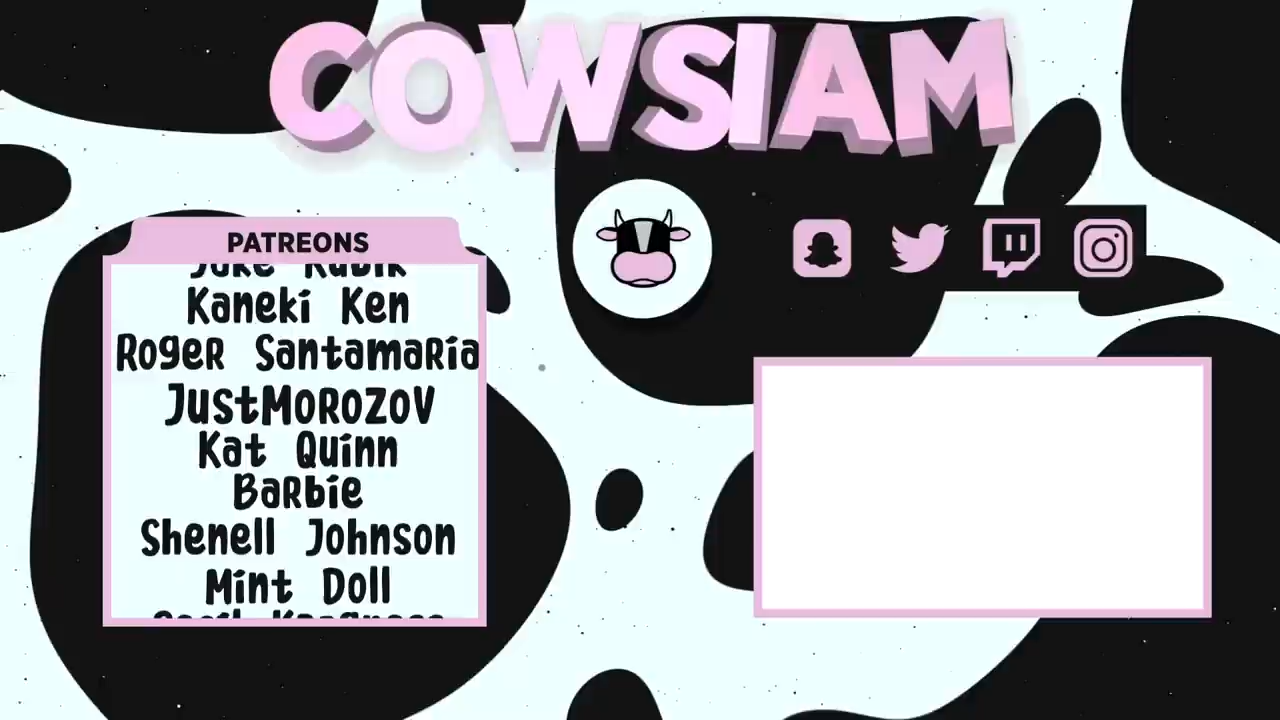 COWSIAM
PATREONS
Kaneki Ken
Roger Santamaria
JustMorozov
Kat Quinn
Barbie
Shenell Johnson
Mint Doll